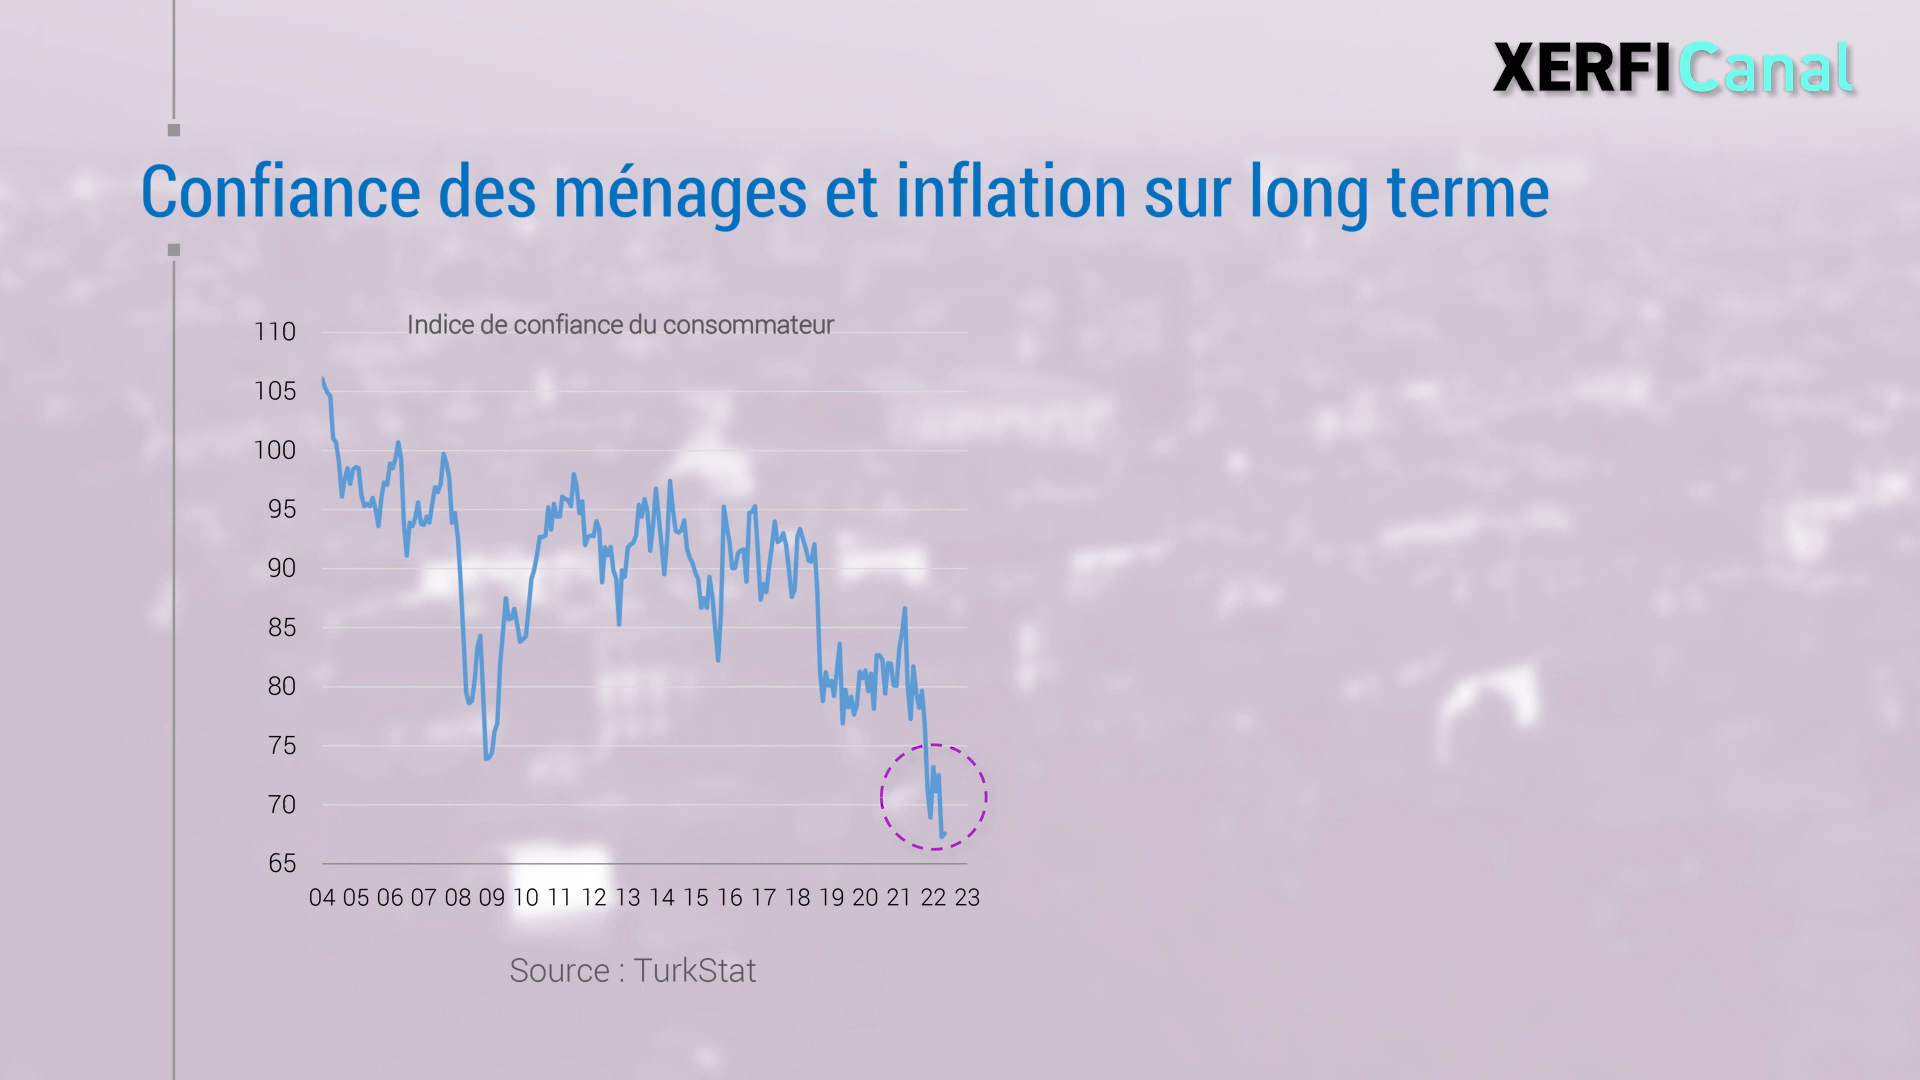 XERFI Canal
Confiance des ménages et inflation sur long terme
Indice de confiance du consommateur
110
105
100
95
90
85
80
75
70
65
04 05 06 07 08 09 10 11 12 13 14 15 16 17 18 19 20 21 22 23
Source : TurkStat